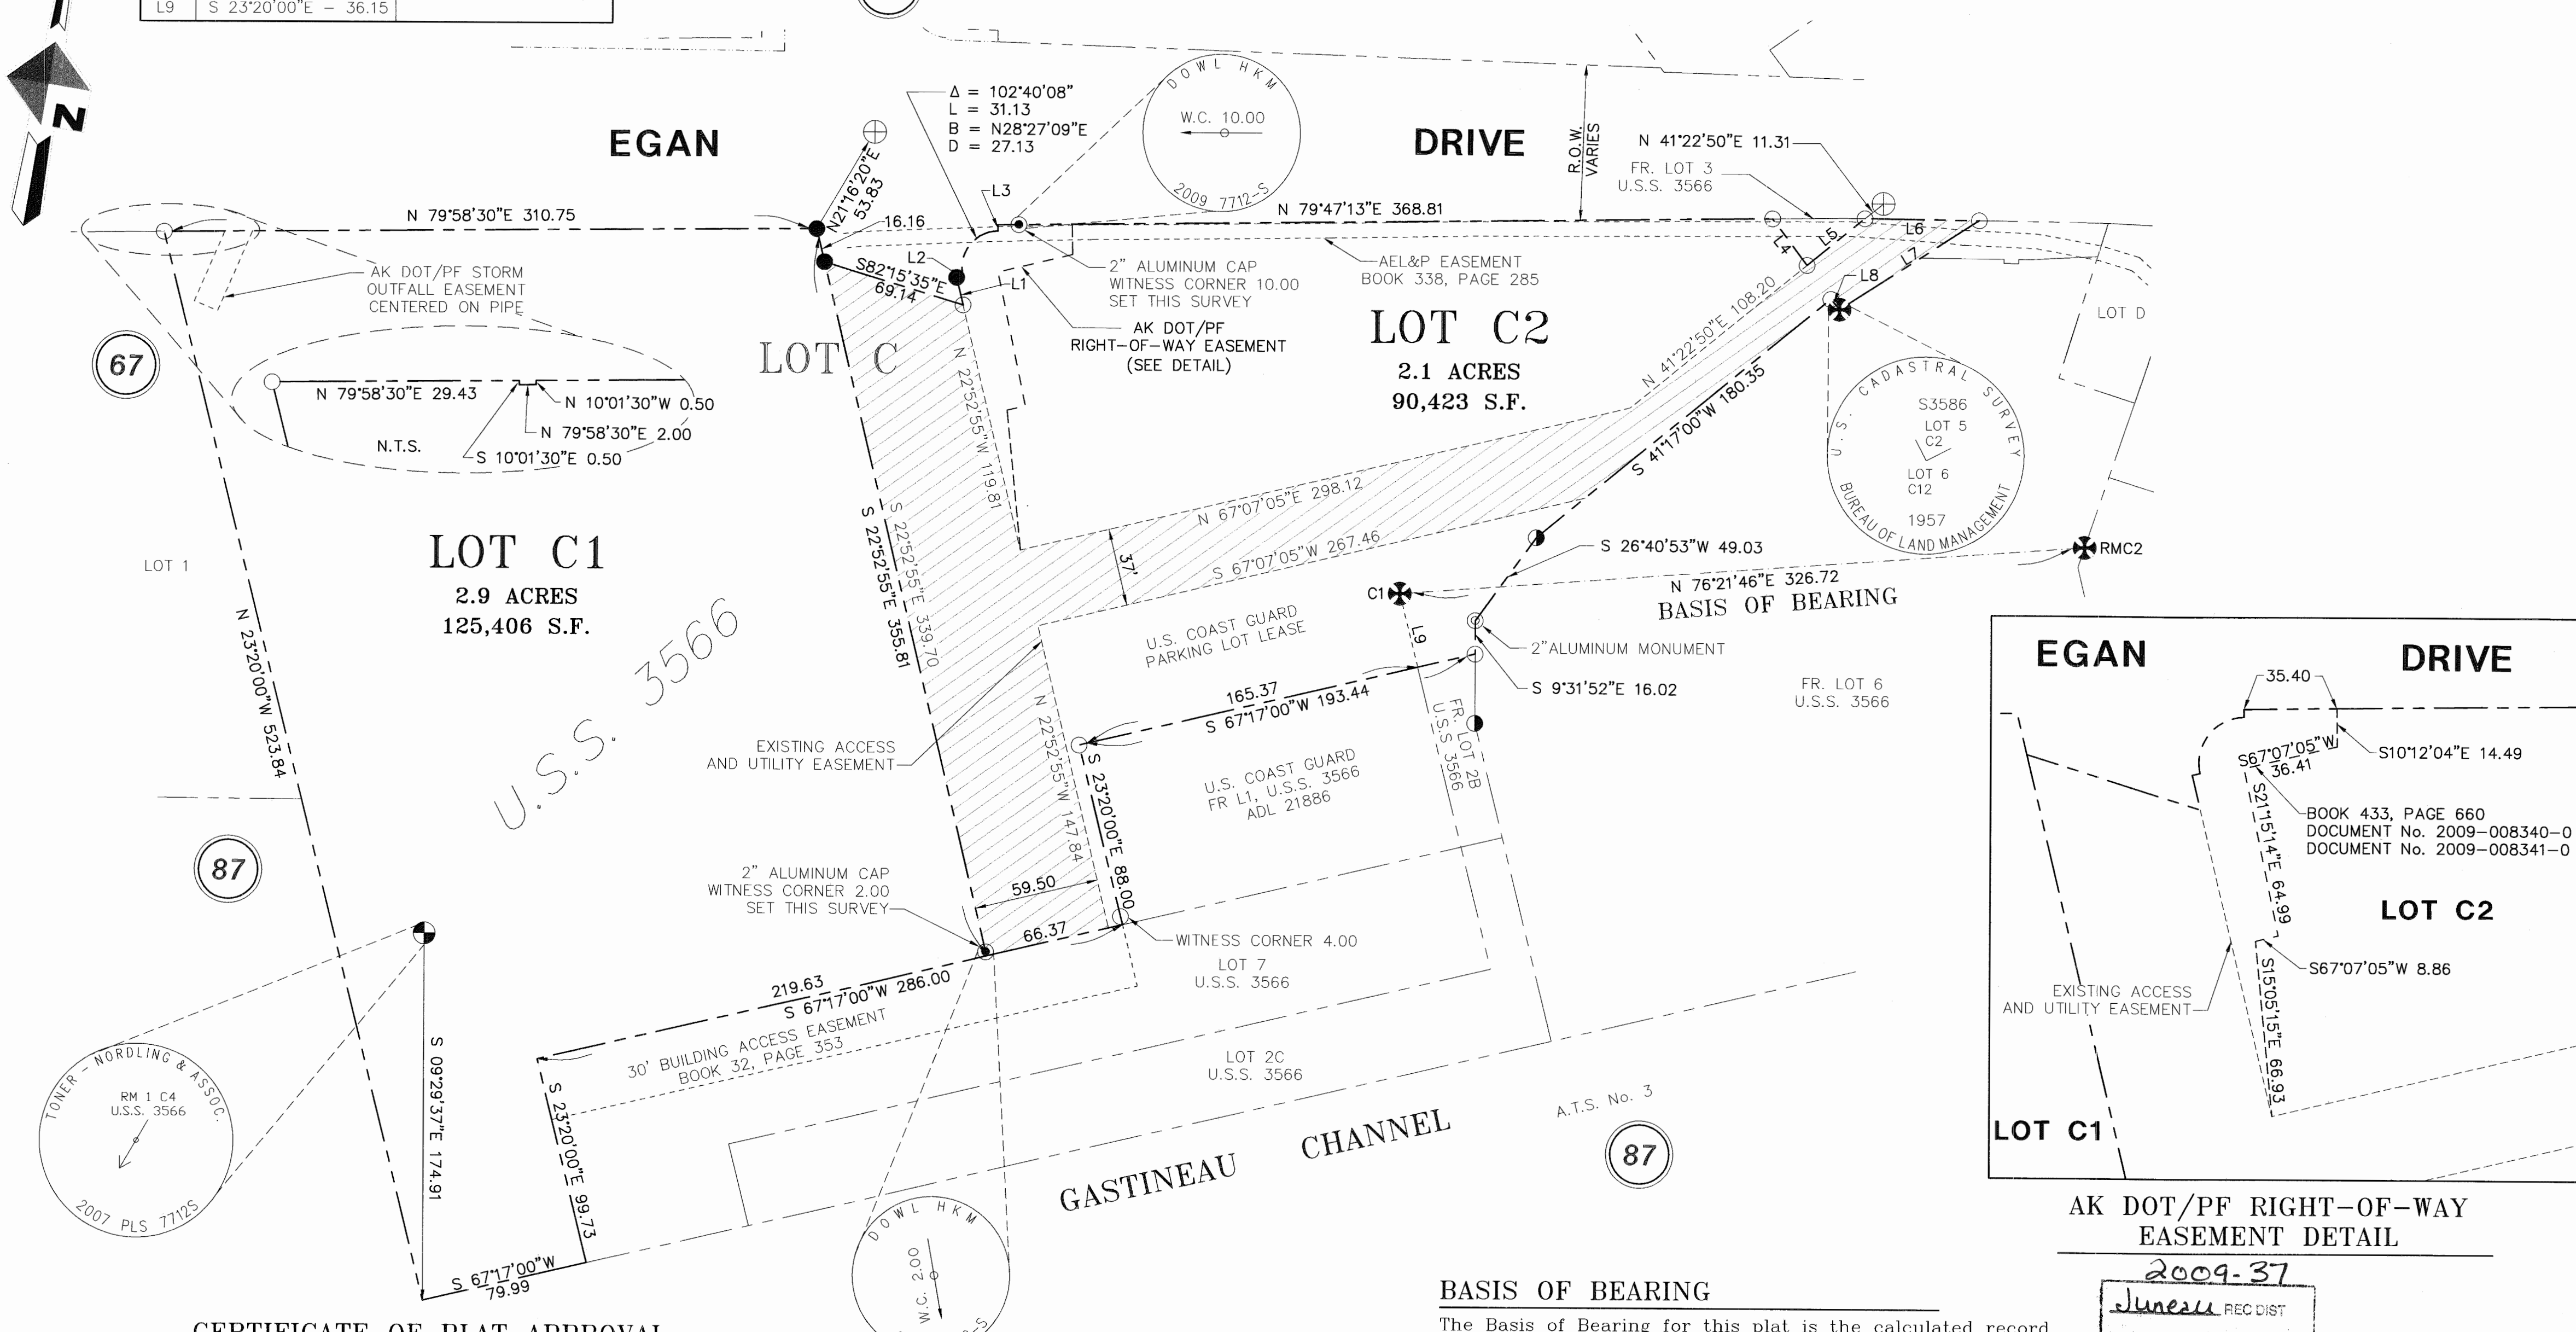 L9 S 23°20'00"E – 36.15
N
EGAN
DRIVE
Δ = 102°40'08"
L = 31.13
B = N28°27'09"E
D = 27.13
DOWL HKM
W.C. 10.00
2009 7712-S
R.O.W.
VARIES
N 41°22'50"E 11.31
FR. LOT 3
U.S.S. 3566
N 79°58'30"E 310.75
N21°16'20"E
53.83
16.16
L3
N 79°47'13"E 368.81
L4
L5
L6
L7
L8
S82°15'35"E
69.14
L2
L1
AK DOT/PF STORM
OUTFALL EASEMENT
CENTERED ON PIPE
2" ALUMINUM CAP
WITNESS CORNER 10.00
SET THIS SURVEY
AEL&P EASEMENT
BOOK 338, PAGE 285
AK DOT/PF
RIGHT-OF-WAY EASEMENT
(SEE DETAIL)
LOT C
LOT C2
2.1 ACRES
90,423 S.F.
LOT D
67
N 79°58'30"E 29.43
N 10°01'30"W 0.50
N 79°58'30"E 2.00
S 10°01'30"E 0.50
N.T.S.
N 41°22'50"E 108.20
S 41°17'00"W 180.35
U.S. CADASTRAL SURVEY
S3586
LOT 5
C2
LOT 6
C12
1957
BUREAU OF LAND MANAGEMENT
N 22°52'55"W 119.81
N 67°07'05"E 298.12
S 67°07'05"W 267.46
37'
S 22°52'55"E 339.70
S 22°52'55"E 355.81
LOT 1
LOT C1
2.9 ACRES
125,406 S.F.
U.S.S. 3566
N 23°20'00"W 523.84
S 26°40'53"W 49.03
RMC2
C1
N 76°21'46"E 326.72
BASIS OF BEARING
U.S. COAST GUARD
PARKING LOT LEASE
L9
2"ALUMINUM MONUMENT
S 9°31'52"E 16.02
165.37
S 67°17'00"W 193.44
FR. LOT 6
U.S.S. 3566
FR. LOT 2B
U.S.S 3566
EXISTING ACCESS
AND UTILITY EASEMENT
N 22°52'55"W 147.84
S 23°20'00"E 88.00
U.S. COAST GUARD
FR L1, U.S.S. 3566
ADL 21886
87
2" ALUMINUM CAP
WITNESS CORNER 2.00
SET THIS SURVEY
59.50
66.37
WITNESS CORNER 4.00
LOT 7
U.S.S. 3566
219.63
S 67°17'00"W 286.00
30' BUILDING ACCESS EASEMENT
BOOK 32, PAGE 353
LOT 2C
U.S.S. 3566
A.T.S. No. 3
GASTINEAU CHANNEL
87
TONER – NORDLING & ASSOC.
RM 1 C4
U.S.S. 3566
2007 PLS 7712S
S 09°29'37"E 174.91
S 23°20'00"E 99.73
S 67°17'00"W
79.99
DOWL HKM
W.C. 2.00
EGAN
DRIVE
35.40
S67°07'05"W
36.41
S10°12'04"E 14.49
BOOK 433, PAGE 660
DOCUMENT No. 2009-008340-0
DOCUMENT No. 2009-008341-0
S21°15'14"E 64.99
LOT C2
S67°07'05"W 8.86
S15°05'15"E 66.93
EXISTING ACCESS
AND UTILITY EASEMENT
LOT C1
AK DOT/PF RIGHT-OF-WAY
EASEMENT DETAIL
2009-37
Juneau REC DIST
BASIS OF BEARING
The Basis of Bearing for this plat is the calculated record
CERTIFICATE OF PLAT APPROVAL